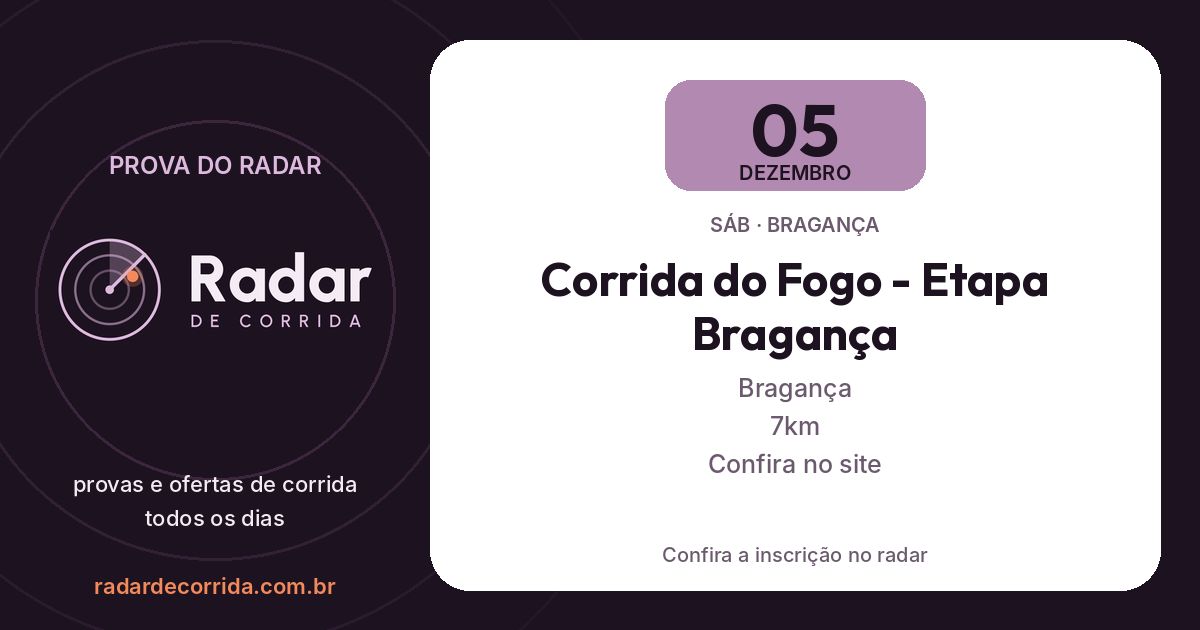 PROVA DO RADAR
Radar
DE CORRIDA
provas e ofertas de corrida
todos os dias
radardecorrida.com.br
05
DEZEMBRO
SÁB · BRAGANÇA
Corrida do Fogo - Etapa
Bragança
Bragança
7km
Confira no site
Confira a inscrição no radar